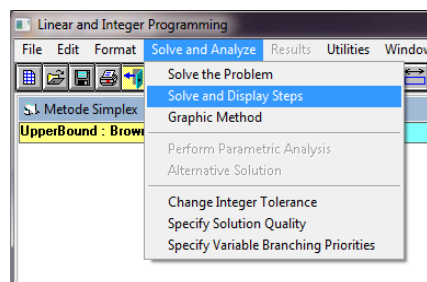 Linear and Integer Programming
File Edit Format Solve and Analyze Results Utilities Window
Solve the Problem
Metode Simplex
Solve and Display Steps
UpperBound : Brown
Graphic Method
Perform Parametric Analysis
Alternative Solution
Change Integer Tolerance
Specify Solution Quality
Specify Variable Branching Priorities